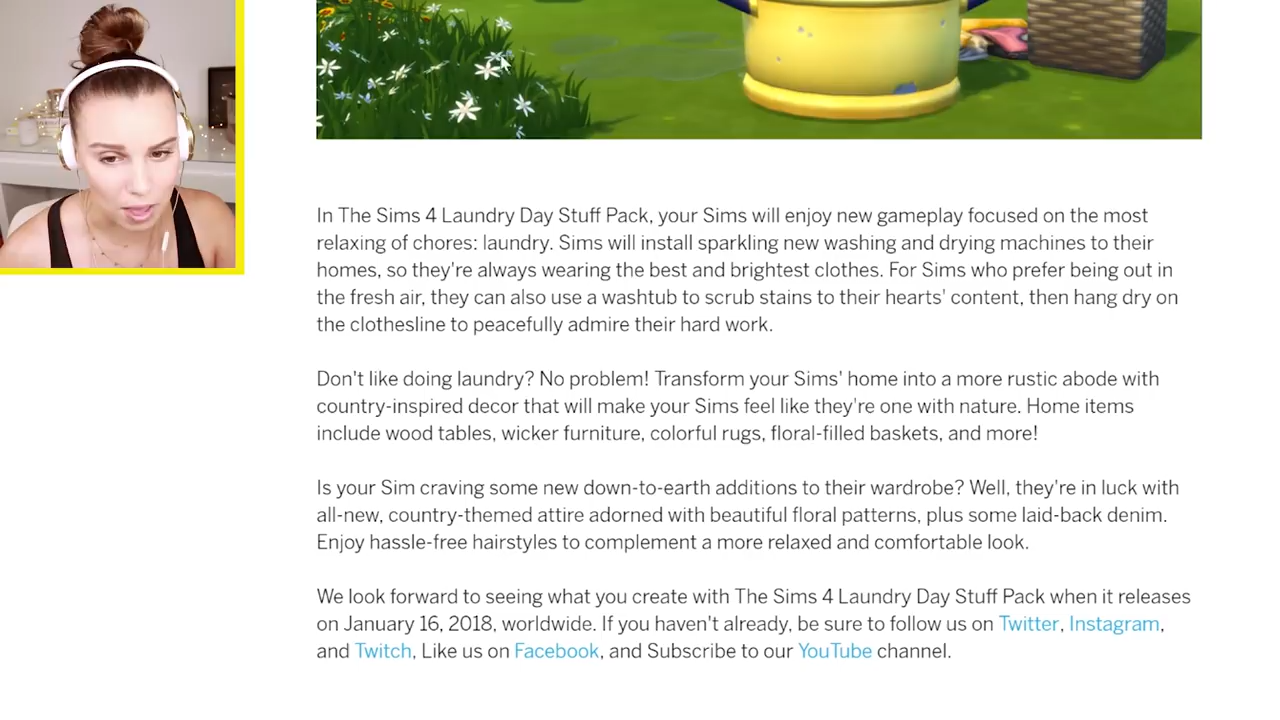 In The Sims 4 Laundry Day Stuff Pack, your Sims will enjoy new gameplay focused on the most
relaxing of chores: laundry. Sims will install sparkling new washing and drying machines to their
homes, so they're always wearing the best and brightest clothes. For Sims who prefer being out in
the fresh air, they can also use a washtub to scrub stains to their hearts' content, then hang dry on
the clothesline to peacefully admire their hard work.
Don't like doing laundry? No problem! Transform your Sims' home into a more rustic abode with
country-inspired decor that will make your Sims feel like they're one with nature. Home items
include wood tables, wicker furniture, colorful rugs, floral-filled baskets, and more!
Is your Sim craving some new down-to-earth additions to their wardrobe? Well, they're in luck with
all-new, country-themed attire adorned with beautiful floral patterns, plus some laid-back denim.
Enjoy hassle-free hairstyles to complement a more relaxed and comfortable look.
We look forward to seeing what you create with The Sims 4 Laundry Day Stuff Pack when it releases
on January 16, 2018, worldwide. If you haven't already, be sure to follow us on Twitter, Instagram,
and Twitch, Like us on Facebook, and Subscribe to our YouTube channel.